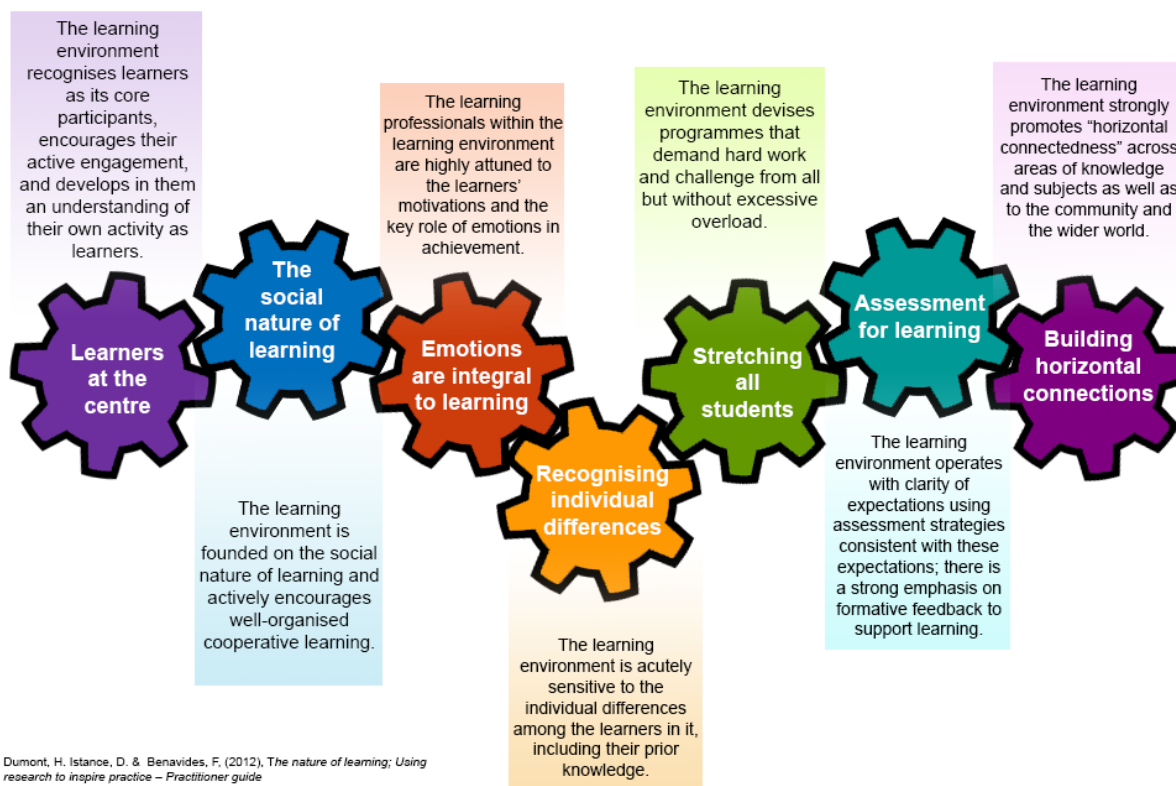 The learning
environment
recognises learners
as its core
participants,
encourages their
active engagement,
and develops in them
an understanding of
their own activity as
learners.
Learners
at the
centre
The
social
nature of
learning
The learning
environment is
founded on the social
nature of learning and
actively encourages
well-organised
cooperative learning.
The learning
professionals within the
learning environment
are highly attuned to
the learners’
motivations and the
key role of emotions in
achievement.
Emotions
are integral
to learning
Recognising
individual
differences
The learning
environment is acutely
sensitive to the
individual differences
among the learners in it,
including their prior
knowledge.
The learning
environment devises
programmes that
demand hard work
and challenge from all
but without excessive
overload.
Stretching
all
students
Assessment
for learning
The learning
environment operates
with clarity of
expectations using
assessment strategies
consistent with these
expectations; there is
a strong emphasis on
formative feedback to
support learning.
The learning
environment strongly
promotes “horizontal
connectedness” across
areas of knowledge
and subjects as well as
to the community and
the wider world.
Building
horizontal
connections
Dumont, H. Istance, D. & Benavides, F, (2012), The nature of learning; Using
research to inspire practice – Practitioner guide